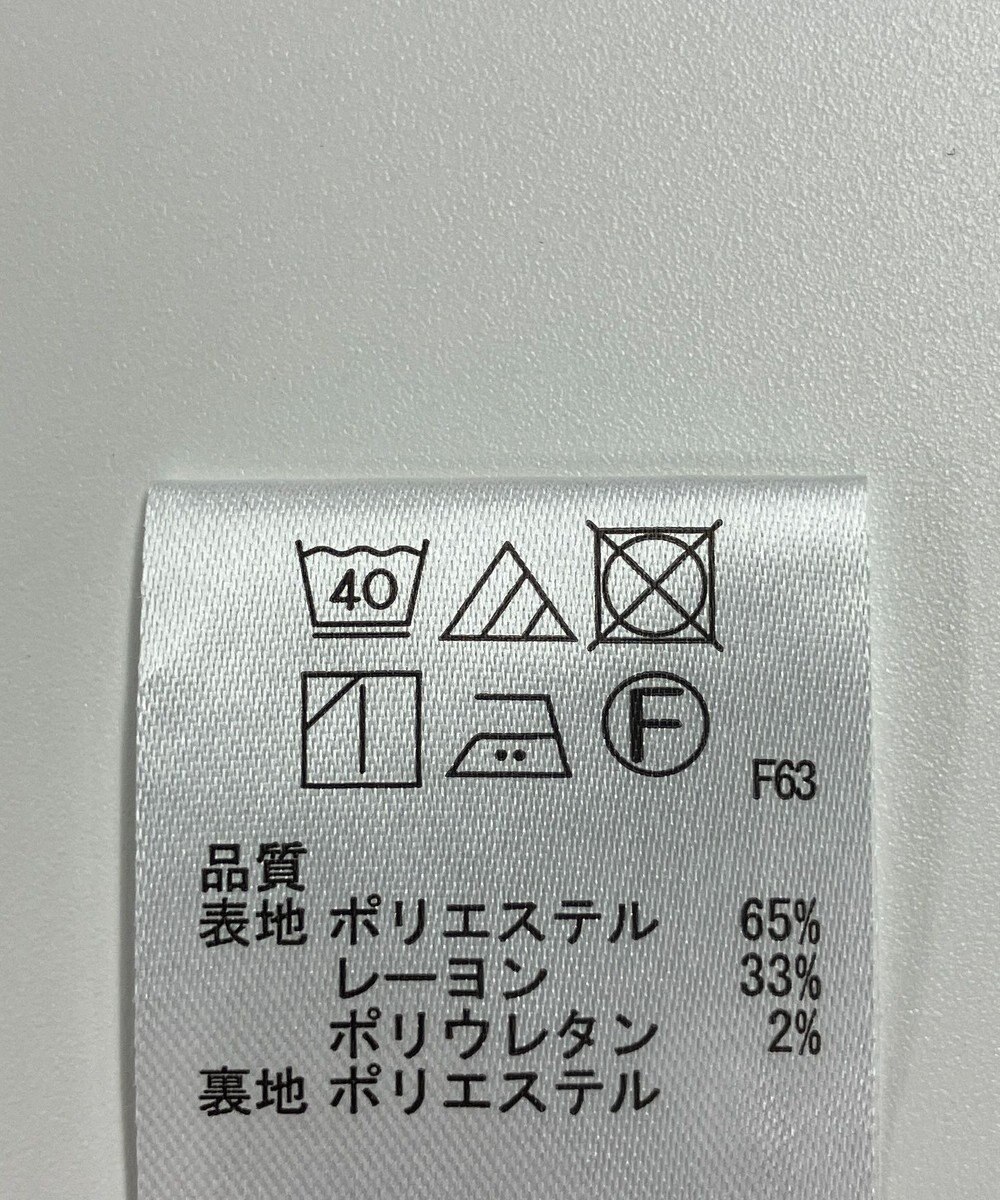 40
F
F63
品質
表地 ポリエステル 65%
レーヨン 33%
ポリウレタン 2%
裏地 ポリエステル